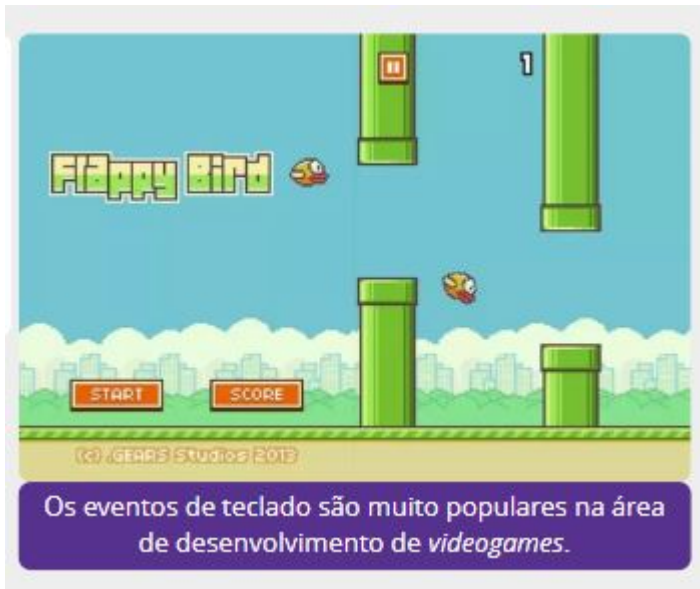 1
Flappy Bird
START SCORE
(c) .GEARS Studios 2013
Os eventos de teclado são muito populares na área
de desenvolvimento de videogames.